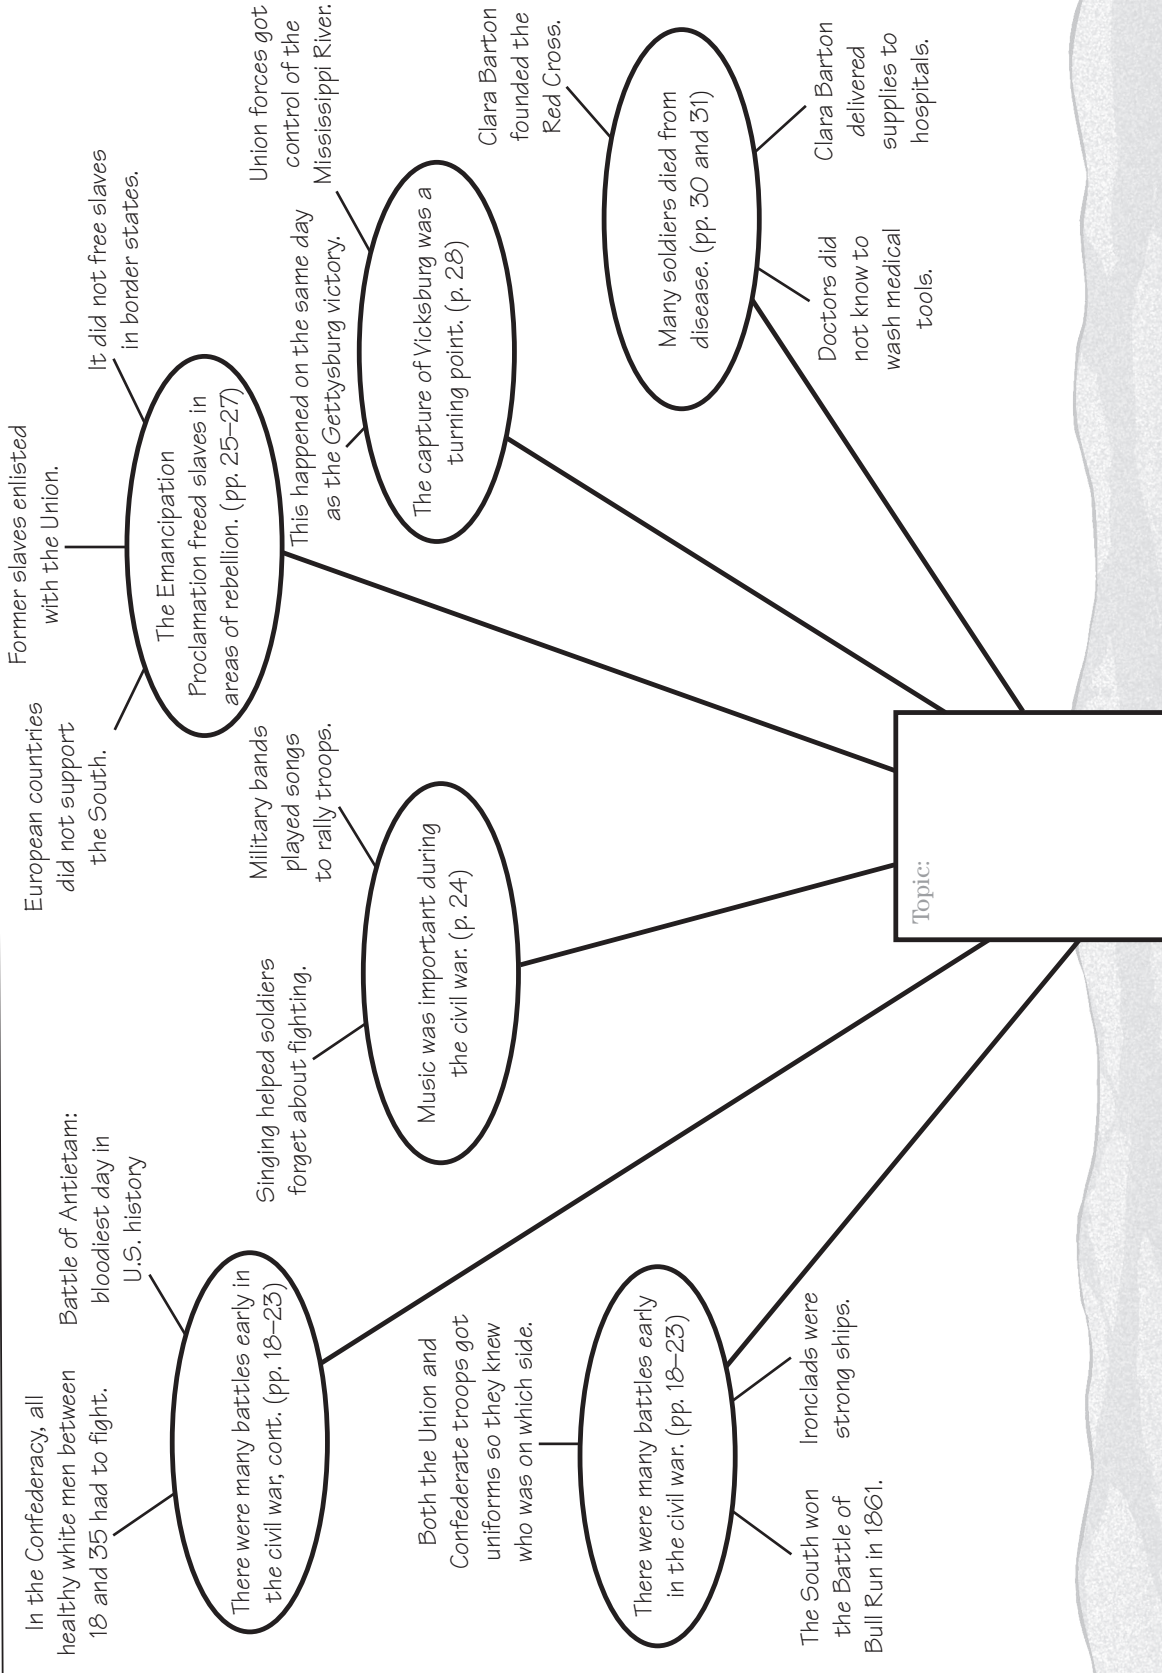 In the Confederacy, all
healthy white men between
18 and 35 had to fight.
Battle of Antietam:
bloodiest day in
U.S. history
There were many battles early in
the civil war, cont. (pp. 18–23)
Both the Union and
Confederate troops got
uniforms so they knew
who was on which side.
There were many battles early
in the civil war. (pp. 18–23)
The South won
the Battle of
Bull Run in 1861.
Ironclads were
strong ships.
Singing helped soldiers
forget about fighting.
Military bands
played songs
to rally troops.
Music was important during
the civil war. (p. 24)
European countries
did not support
the South.
Former slaves enlisted
with the Union.
It did not free slaves
in border states.
The Emancipation
Proclamation freed slaves in
areas of rebellion. (pp. 25–27)
This happened on the same day
as the Gettysburg victory.
Union forces got
control of the
Mississippi River.
The capture of Vicksburg was a
turning point. (p. 28)
Clara Barton
founded the
Red Cross.
Many soldiers died from
disease. (pp. 30 and 31)
Doctors did
not know to
wash medical
tools.
Clara Barton
delivered
supplies to
hospitals.
Topic: